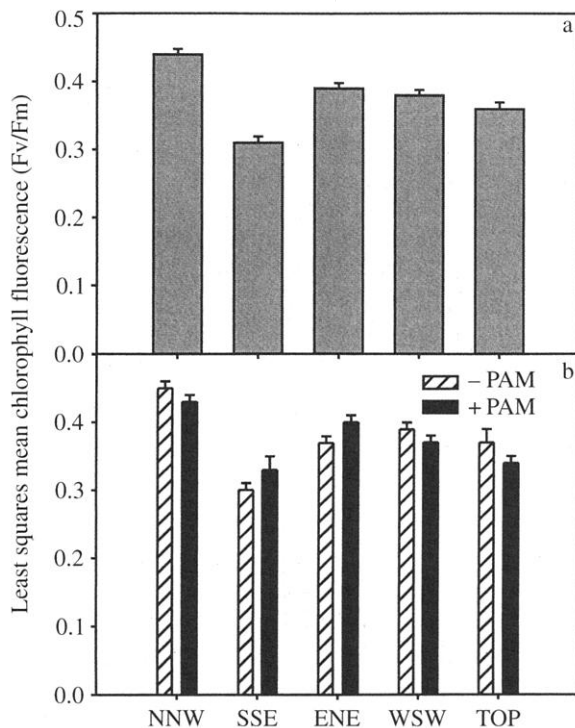 Least squares mean chlorophyll fluorescence (Fv/Fm)
a
0.5
0.4
0.3
0.2
0.1
0.0
b
– PAM
+ PAM
0.4
0.3
0.2
0.1
0.0
NNW SSE ENE WSW TOP